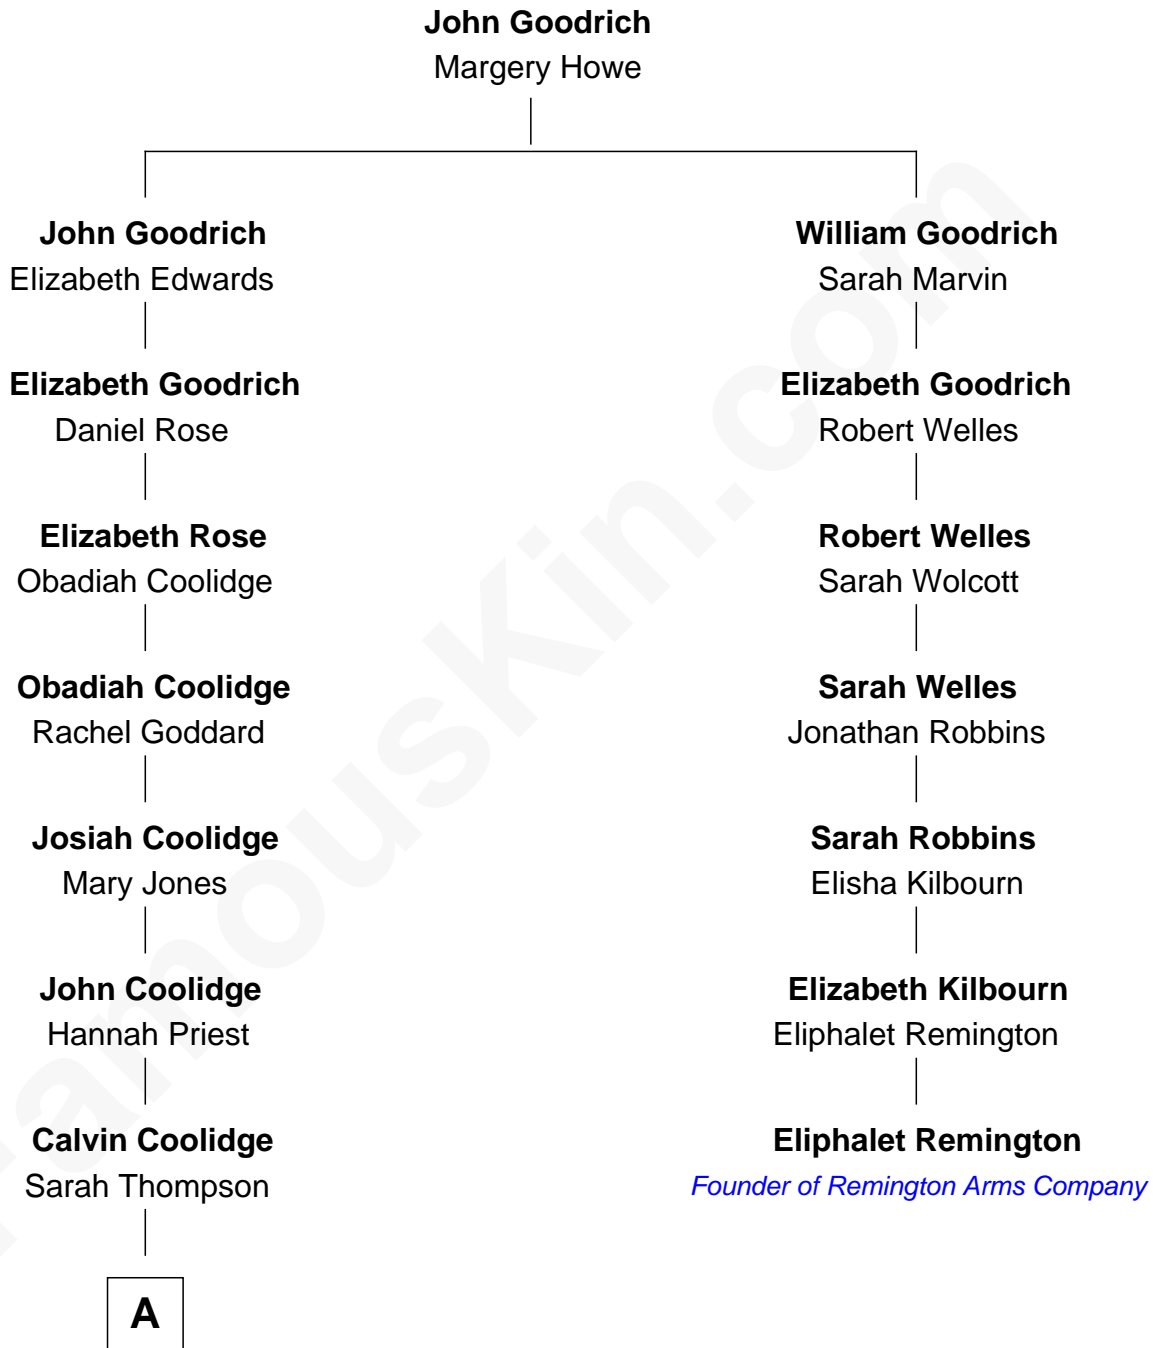 John Goodrich
Margery Howe
John Goodrich
Elizabeth Edwards
William Goodrich
Sarah Marvin
Elizabeth Goodrich
Daniel Rose
Elizabeth Goodrich
Robert Welles
Elizabeth Rose
Obadiah Coolidge
Robert Welles
Sarah Wolcott
Obadiah Coolidge
Rachel Goddard
Sarah Welles
Jonathan Robbins
Josiah Coolidge
Mary Jones
Sarah Robbins
Elisha Kilbourn
John Coolidge
Hannah Priest
Elizabeth Kilbourn
Eliphalet Remington
Calvin Coolidge
Sarah Thompson
Eliphalet Remington
Founder of Remington Arms Company
A
FamousKin.com